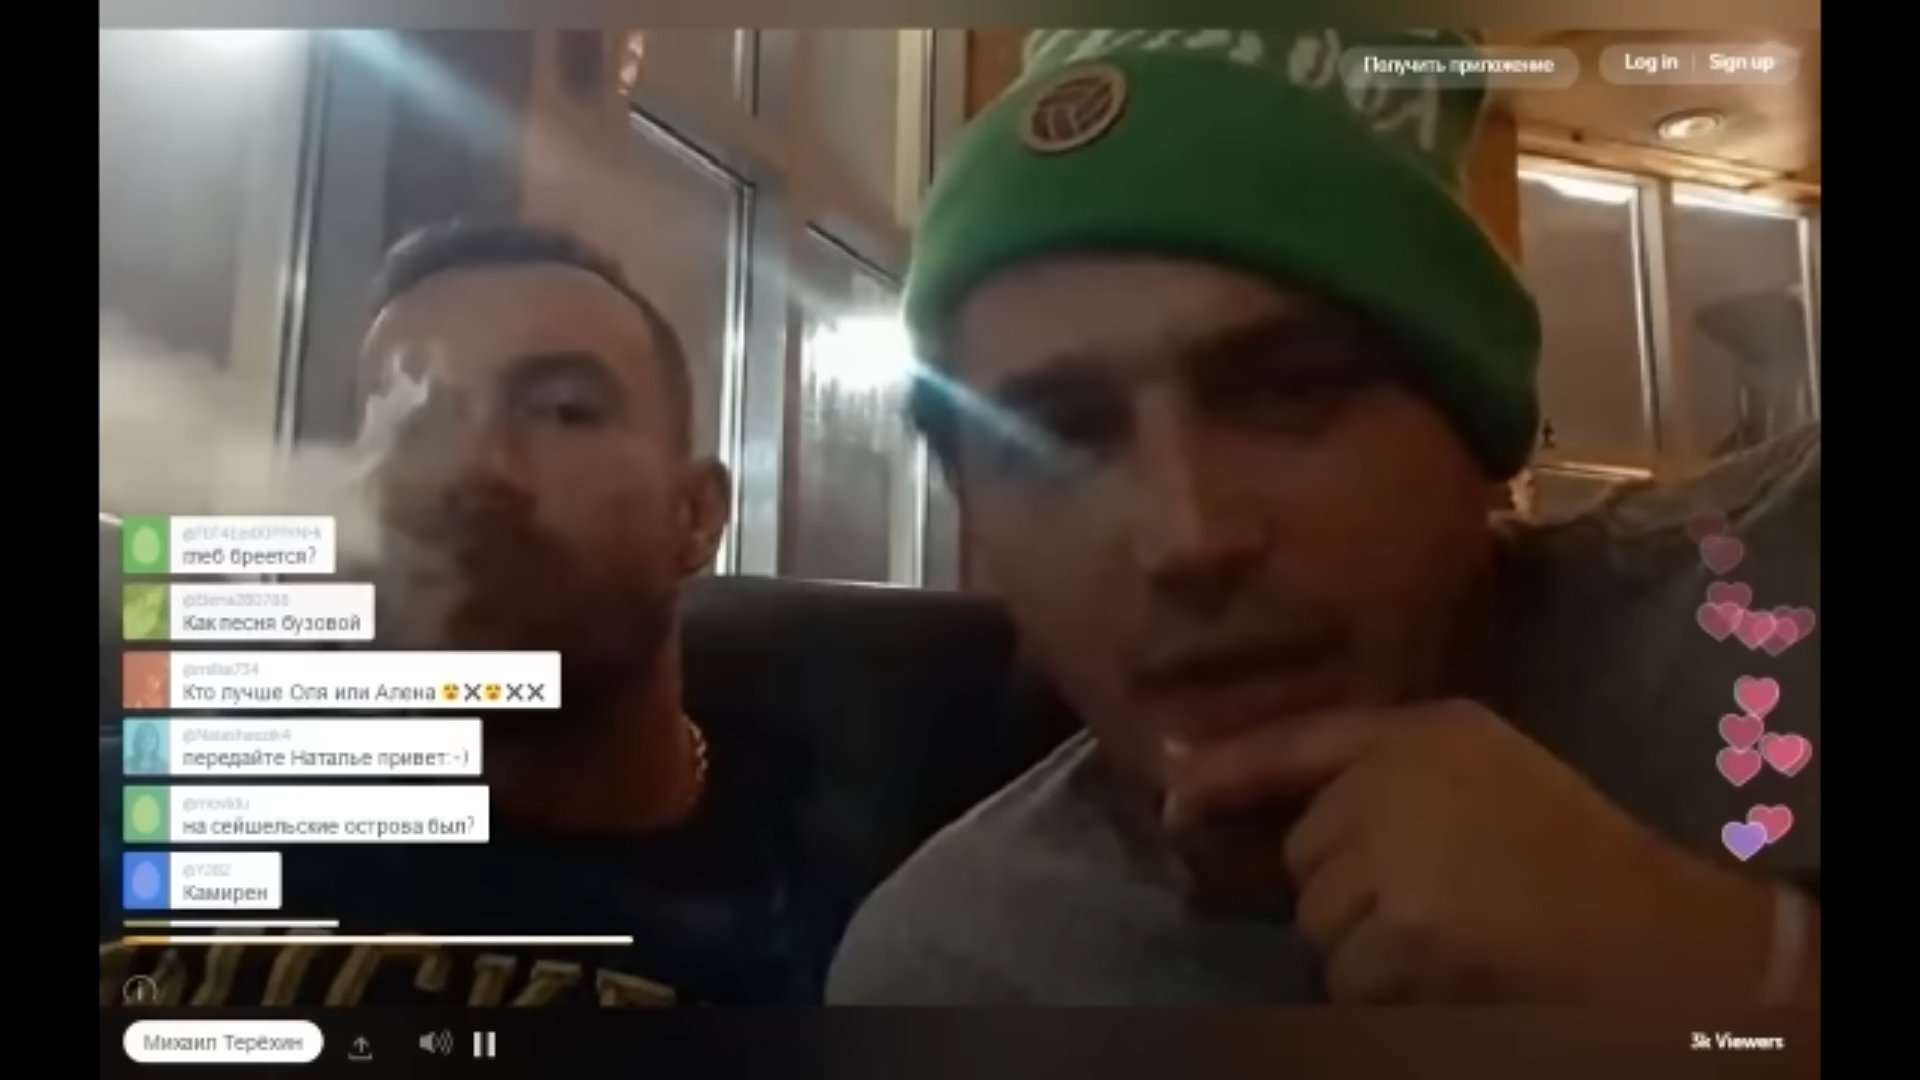 Получить приложение
Log in
Sign up
глеб бреется?
Как песня бузовой
Кто лучше Оля или Алена
передайте Наталье привет:-)
@movidu
на сейшельские острова был?
Камирен
Михаил Терёхин
3k Viewers